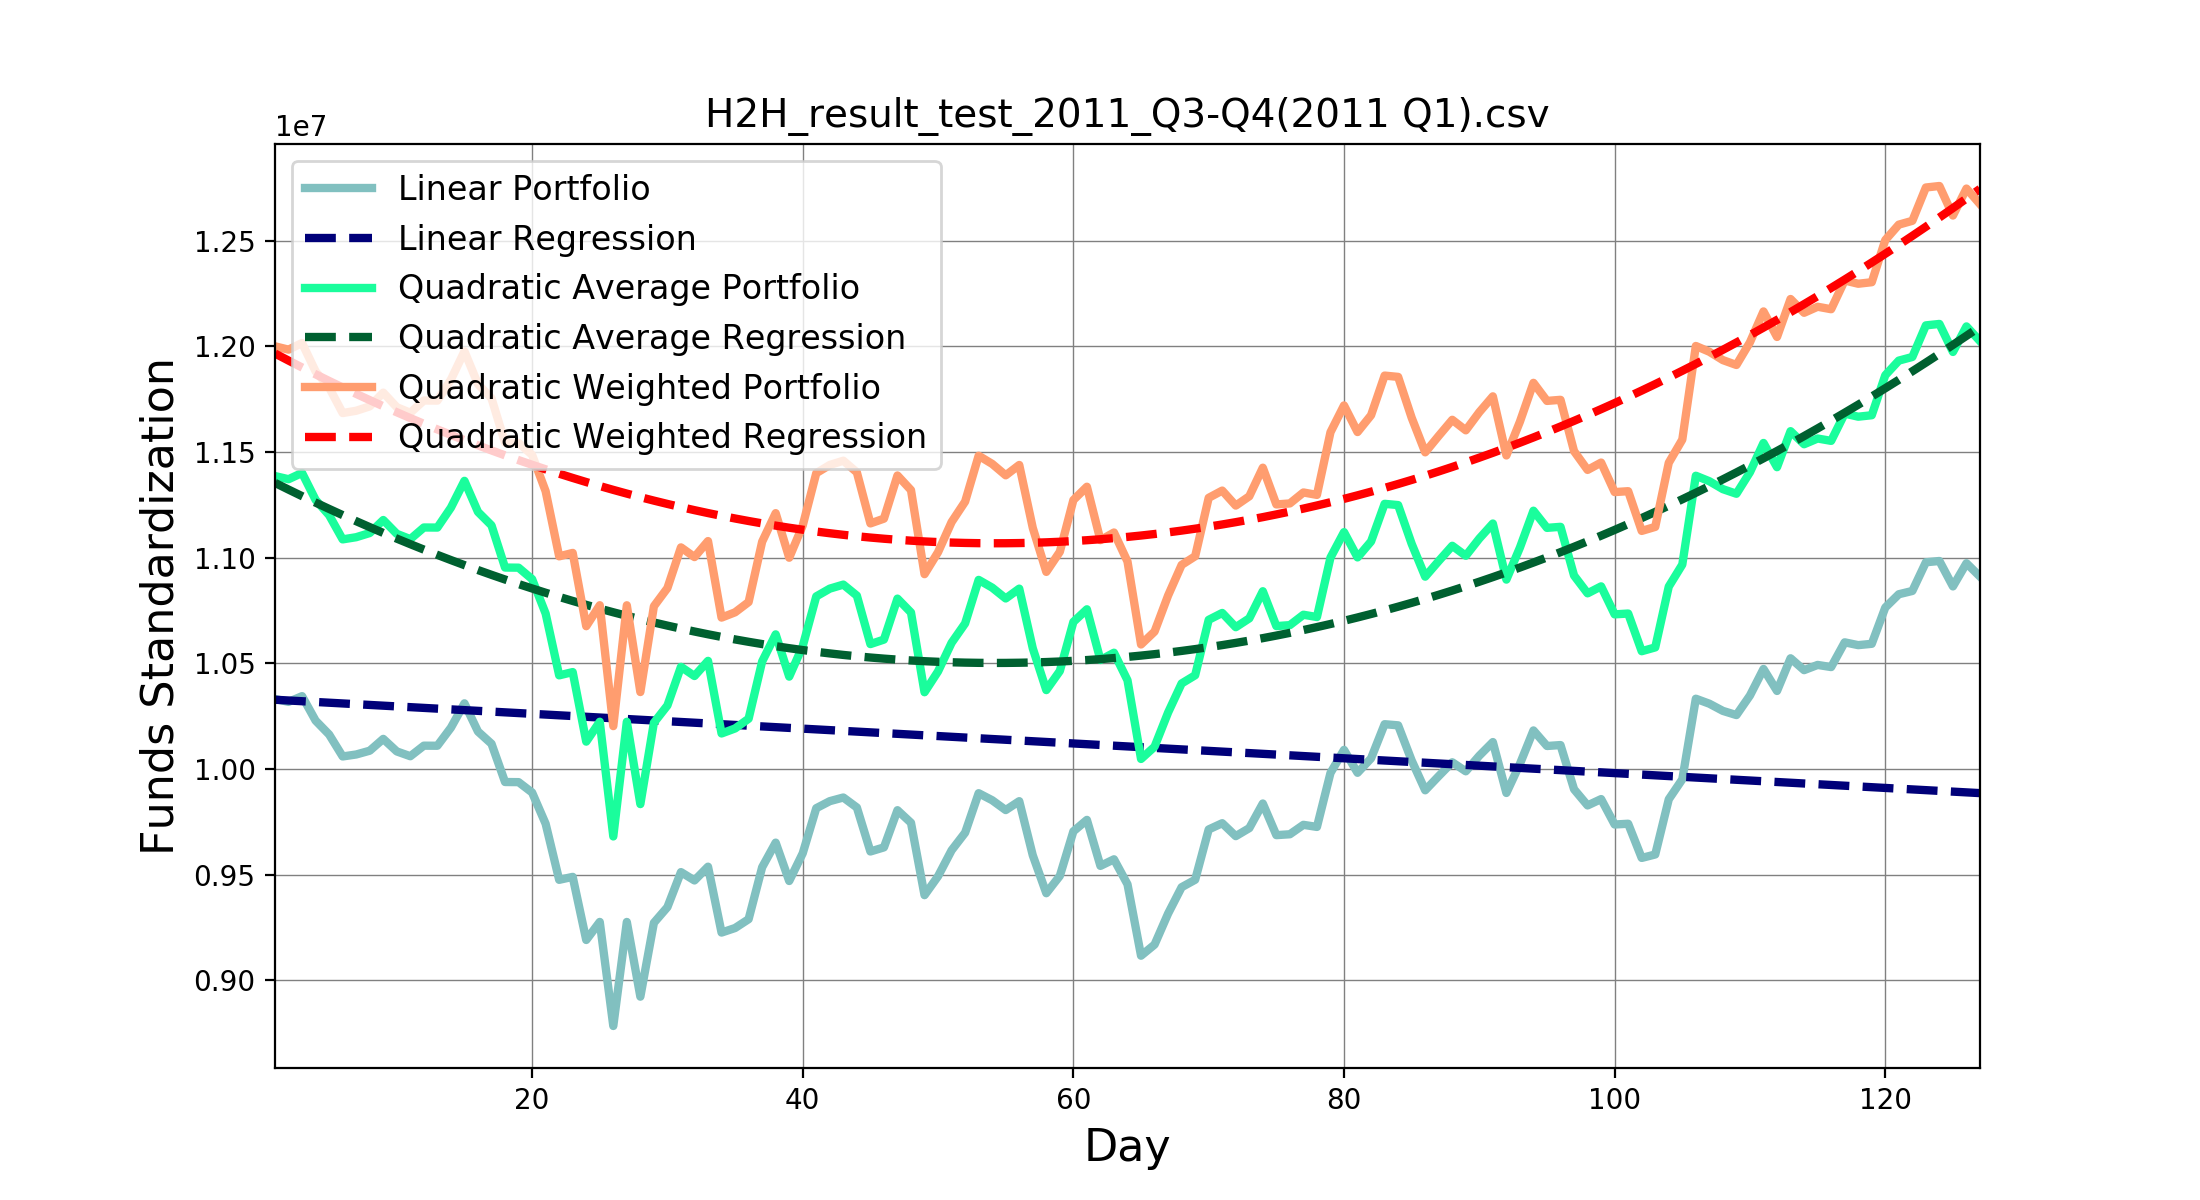 H2H_result_test_2011_Q3-Q4(2011 Q1).csv
1e7
Linear Portfolio
Linear Regression
Quadratic Average Portfolio
Quadratic Average Regression
Quadratic Weighted Portfolio
Quadratic Weighted Regression
Funds Standardization
1.25
1.20
1.15
1.10
1.05
1.00
0.95
0.90
20 40 60 80 100 120
Day